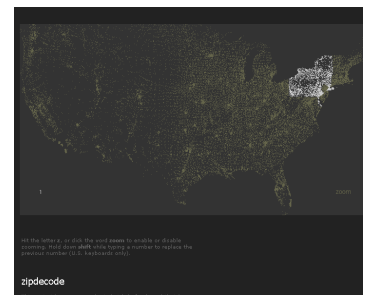 1
zoom
Hit the letter z, or click the word zoom to enable or disable
zooming. Hold down shift while typing a number to replace the
previous number (U.S. keyboards only).
zipdecode